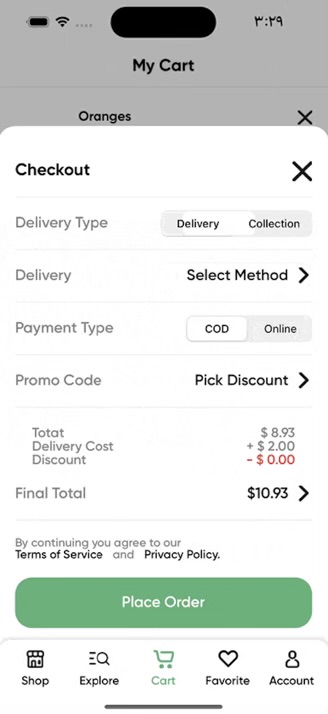 ٣:٢٩
My Cart
Oranges
Checkout
Delivery Type Delivery Collection
Delivery Select Method
Payment Type COD Online
Promo Code Pick Discount
Totat $ 8.93
Delivery Cost + $ 2.00
Discount - $ 0.00
Final Total $10.93
By continuing you agree to our
Terms of Service and Privacy Policy.
Place Order
Shop Explore Cart Favorite Account